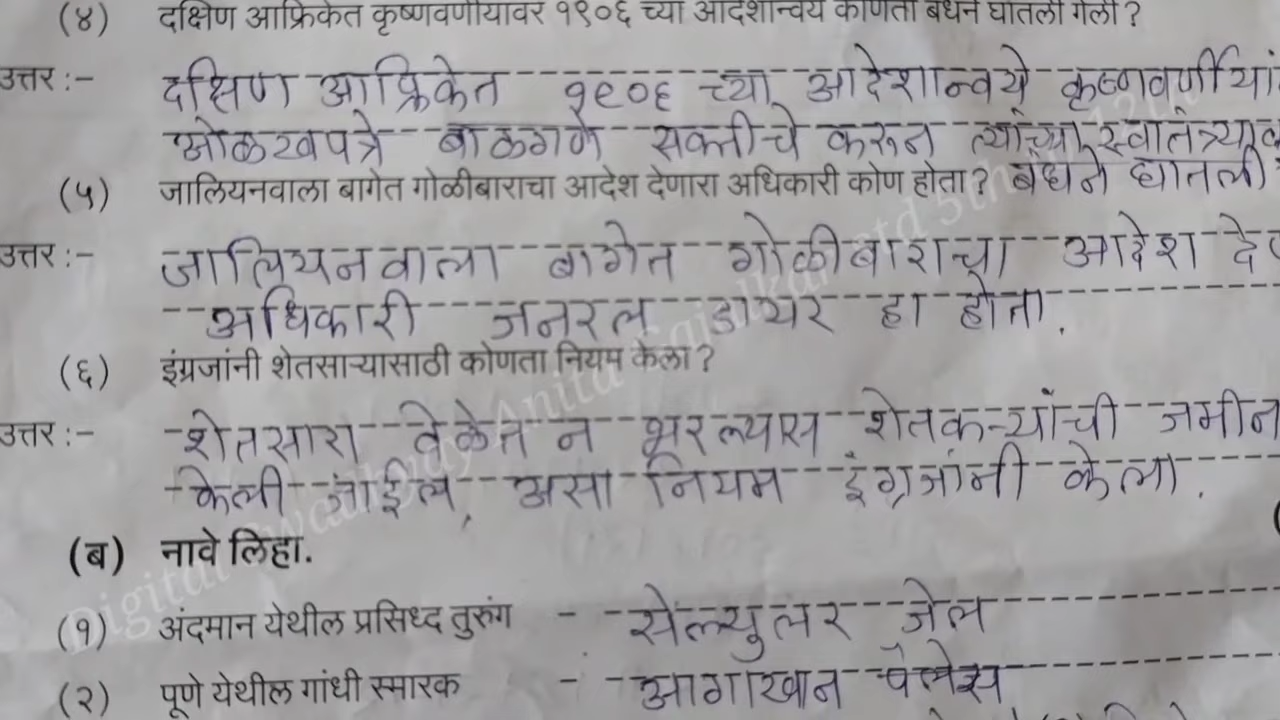 (४) दक्षिण आफ्रिकेत कृष्णवर्णीयांवर १९०६ च्या आदेशान्वये कोणती बंधने घातली गेली?
उत्तर :- दक्षिण आफ्रिकेत १९०६ च्या आदेशान्वये कृष्णवर्णीयां
ओळखपत्रे बाळगणे सक्तीचे करून त्यांच्या स्वातंत्र्याव
(५) जालियनवाला बागेत गोळीबाराचा आदेश देणारा अधिकारी कोण होता? बंधने घातली
उत्तर :- जालियनवाला बागेत गोळीबाराचा आदेश दे
अधिकारी जनरल डायर हा होता.
(६) इंग्रजांनी शेतसाऱ्यासाठी कोणता नियम केला?
उत्तर :- शेतसारा वेळेत न भरल्यास शेतकऱ्यांची जमीन
केली जाईल, असा नियम इंग्रजांनी केला.
(ब) नावे लिहा.
(१) अंदमान येथील प्रसिध्द तुरुंग - सेल्युलर जेल
(२) पूणे येथील गांधी स्मारक - आगाखान पॅलेस